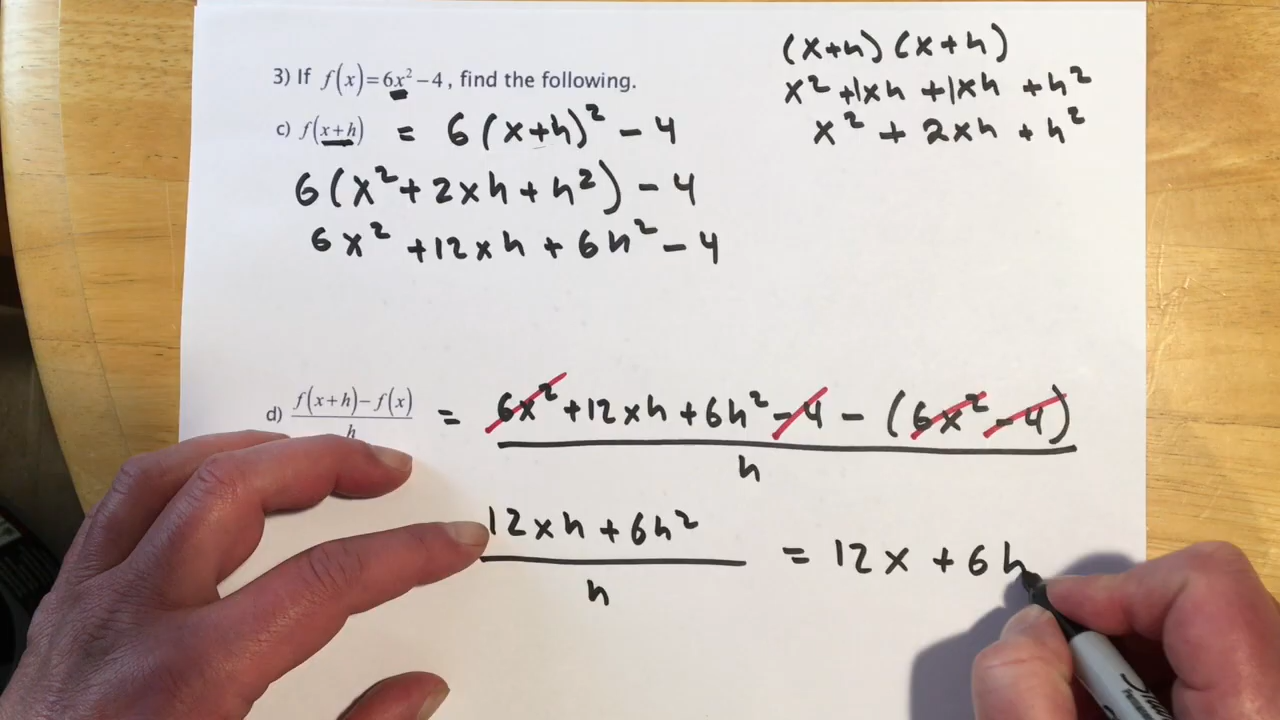 3) If f(x)=6x²-4, find the following.
(x+h)(x+h)
x²+1xh+1xh+h²
x²+2xh+h²
c) f(x+h) = 6(x+h)²-4
6(x²+2xh+h²)-4
6x²+12xh+6h²-4
d) f(x+h)-f(x)/h = 6x²+12xh+6h²-4-(6x²-4)/h
12xh+6h²/h = 12x+6h